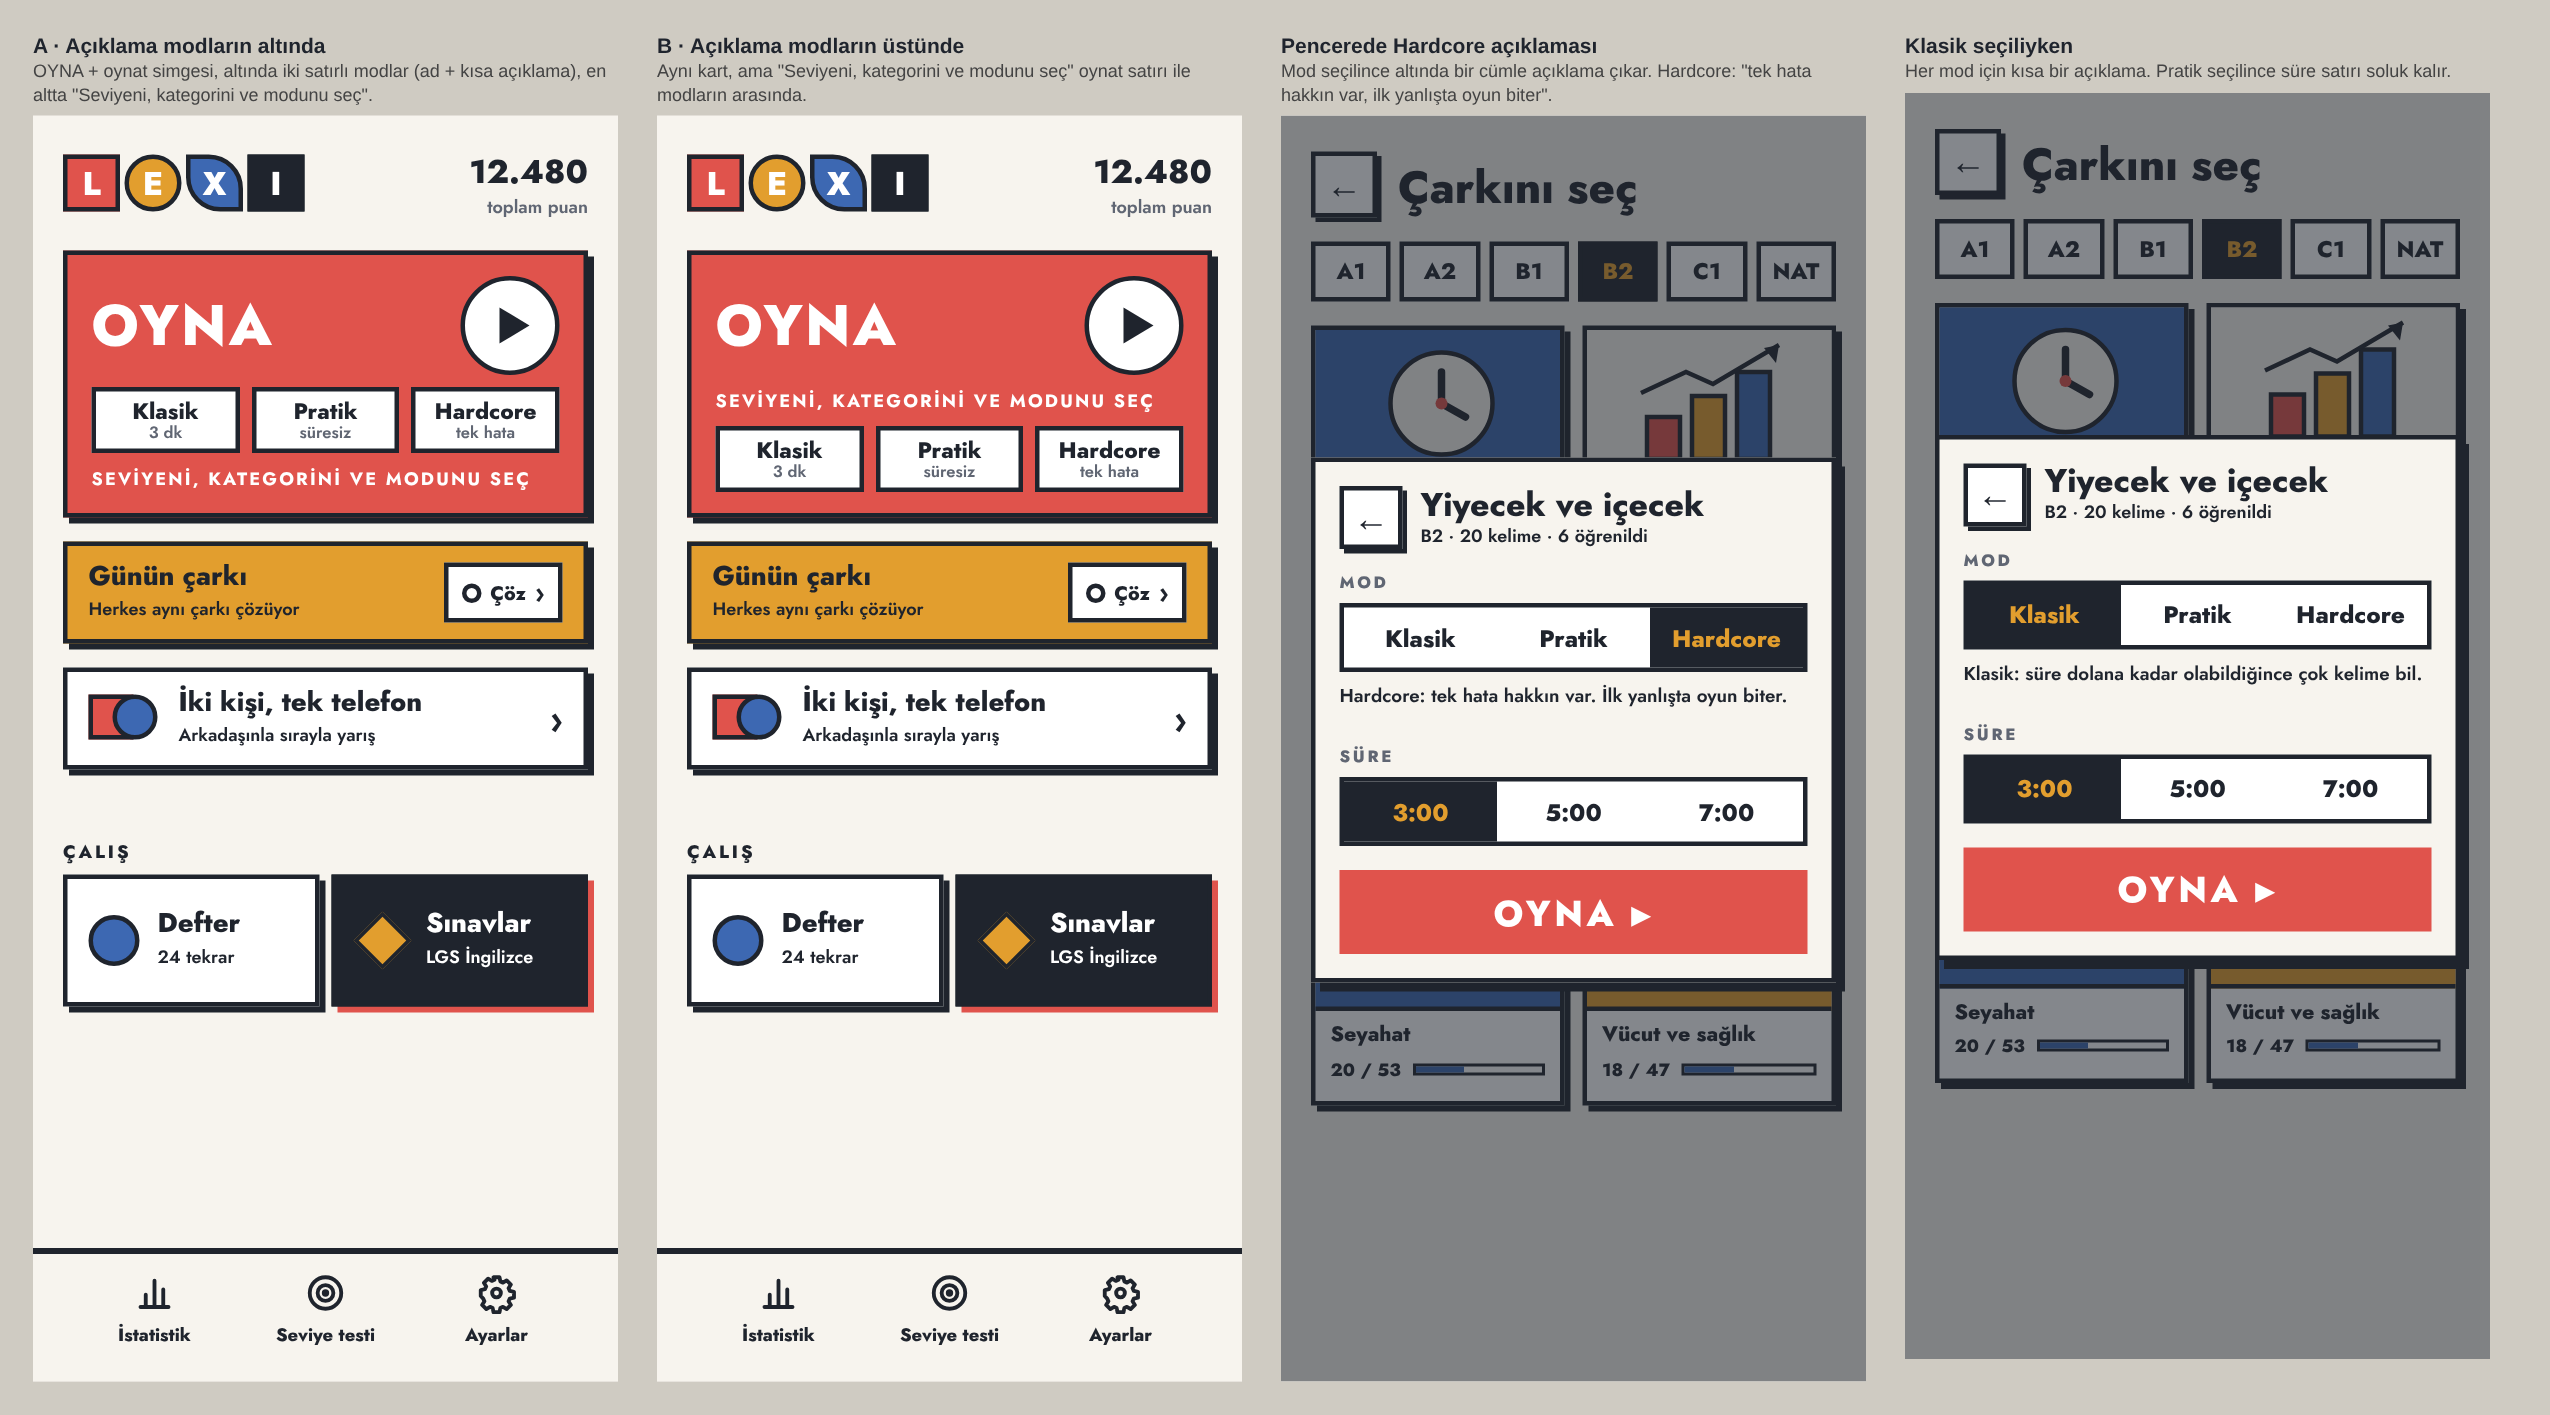 A · Açıklama modların altında
OYNA + oynat simgesi, altında iki satırlı modlar (ad + kısa açıklama), en
altta "Seviyeni, kategorini ve modunu seç".
L E X I
12.480
toplam puan
OYNA
Klasik
3 dk
Pratik
süresiz
Hardcore
tek hata
SEVİYENİ, KATEGORİNİ VE MODUNU SEÇ
Günün çarkı
Herkes aynı çarkı çözüyor
Çöz ›
İki kişi, tek telefon
Arkadaşınla sırayla yarış
›
ÇALIŞ
Defter
24 tekrar
Sınavlar
LGS İngilizce
İstatistik
Seviye testi
Ayarlar
B · Açıklama modların üstünde
Aynı kart, ama "Seviyeni, kategorini ve modunu seç" oynat satırı ile
modların arasında.
L E X I
12.480
toplam puan
OYNA
SEVİYENİ, KATEGORİNİ VE MODUNU SEÇ
Klasik
3 dk
Pratik
süresiz
Hardcore
tek hata
Günün çarkı
Herkes aynı çarkı çözüyor
Çöz ›
İki kişi, tek telefon
Arkadaşınla sırayla yarış
›
ÇALIŞ
Defter
24 tekrar
Sınavlar
LGS İngilizce
İstatistik
Seviye testi
Ayarlar
Pencerede Hardcore açıklaması
Mod seçilince altında bir cümle açıklama çıkar. Hardcore: "tek hata
hakkın var, ilk yanlışta oyun biter".
← Çarkını seç
A1 A2 B1 B2 C1 NAT
← Yiyecek ve içecek
B2 · 20 kelime · 6 öğrenildi
MOD
Klasik Pratik Hardcore
Hardcore: tek hata hakkın var. İlk yanlışta oyun biter.
SÜRE
3:00 5:00 7:00
OYNA ▸
Seyahat
20 / 53
Vücut ve sağlık
18 / 47
Klasik seçiliyken
Her mod için kısa bir açıklama. Pratik seçilince süre satırı soluk kalır.
← Çarkını seç
A1 A2 B1 B2 C1 NAT
← Yiyecek ve içecek
B2 · 20 kelime · 6 öğrenildi
MOD
Klasik Pratik Hardcore
Klasik: süre dolana kadar olabildiğince çok kelime bil.
SÜRE
3:00 5:00 7:00
OYNA ▸
Seyahat
20 / 53
Vücut ve sağlık
18 / 47